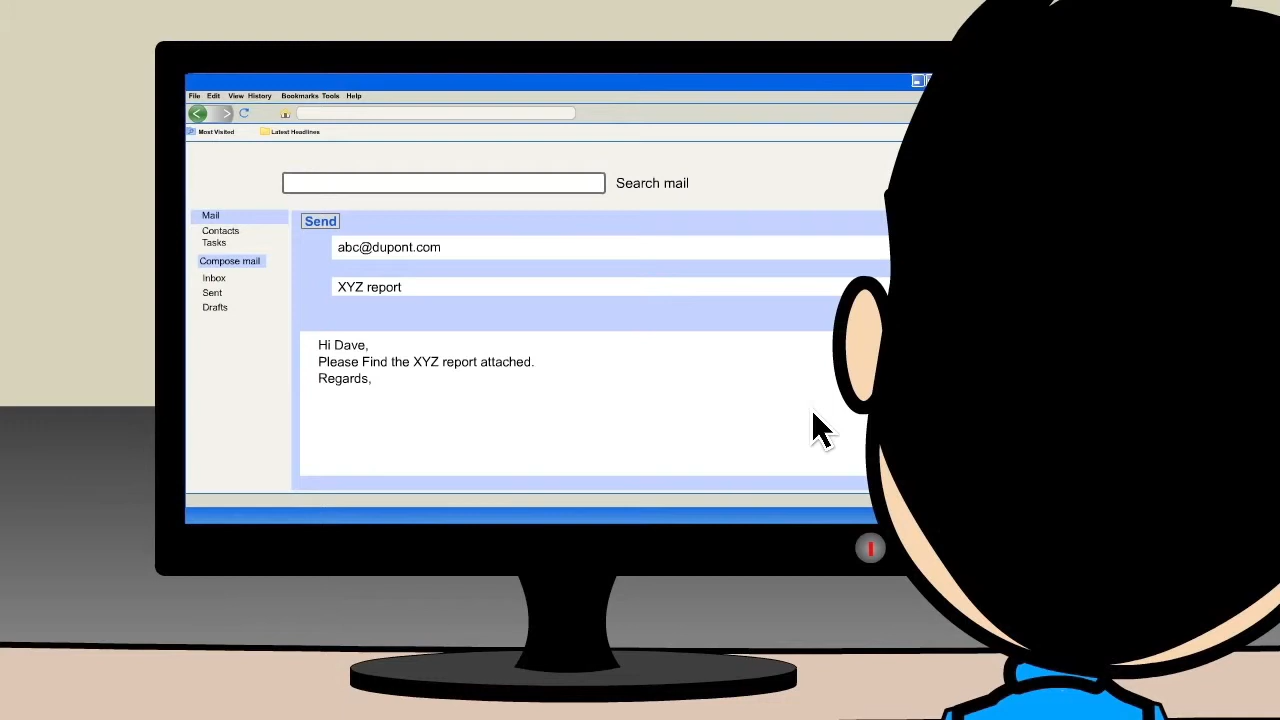 File Edit View History Bookmarks Tools Help
Most Visited Latest Headlines
Search mail
Mail
Contacts
Tasks
Compose mail
Inbox
Sent
Drafts
Send
abc@dupont.com
XYZ report
Hi Dave,
Please Find the XYZ report attached.
Regards,